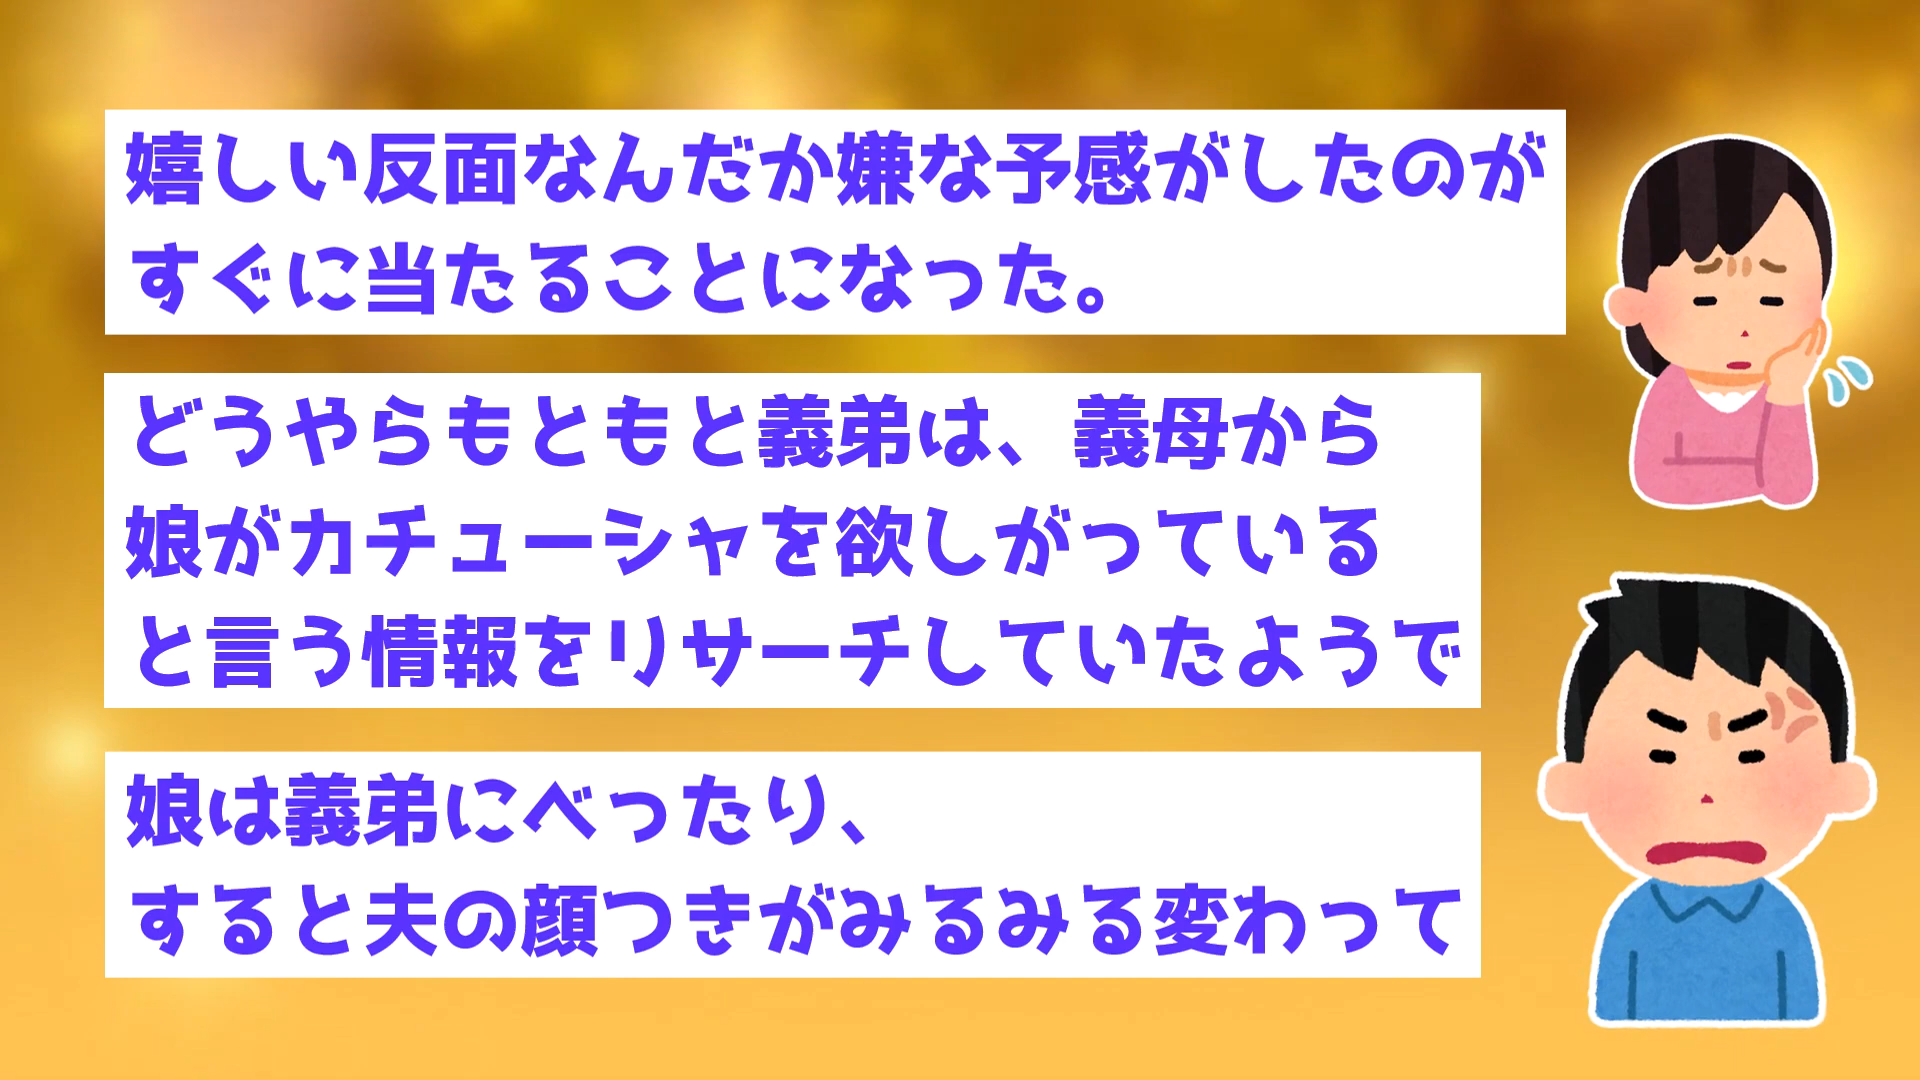 嬉しい反面なんだか嫌な予感がしたのが
すぐに当たることになった。
どうやらもともと義弟は、義母から
娘がカチューシャを欲しがっている
と言う情報をリサーチしていたようで
娘は義弟にべったり、
すると夫の顔つきがみるみる変わって